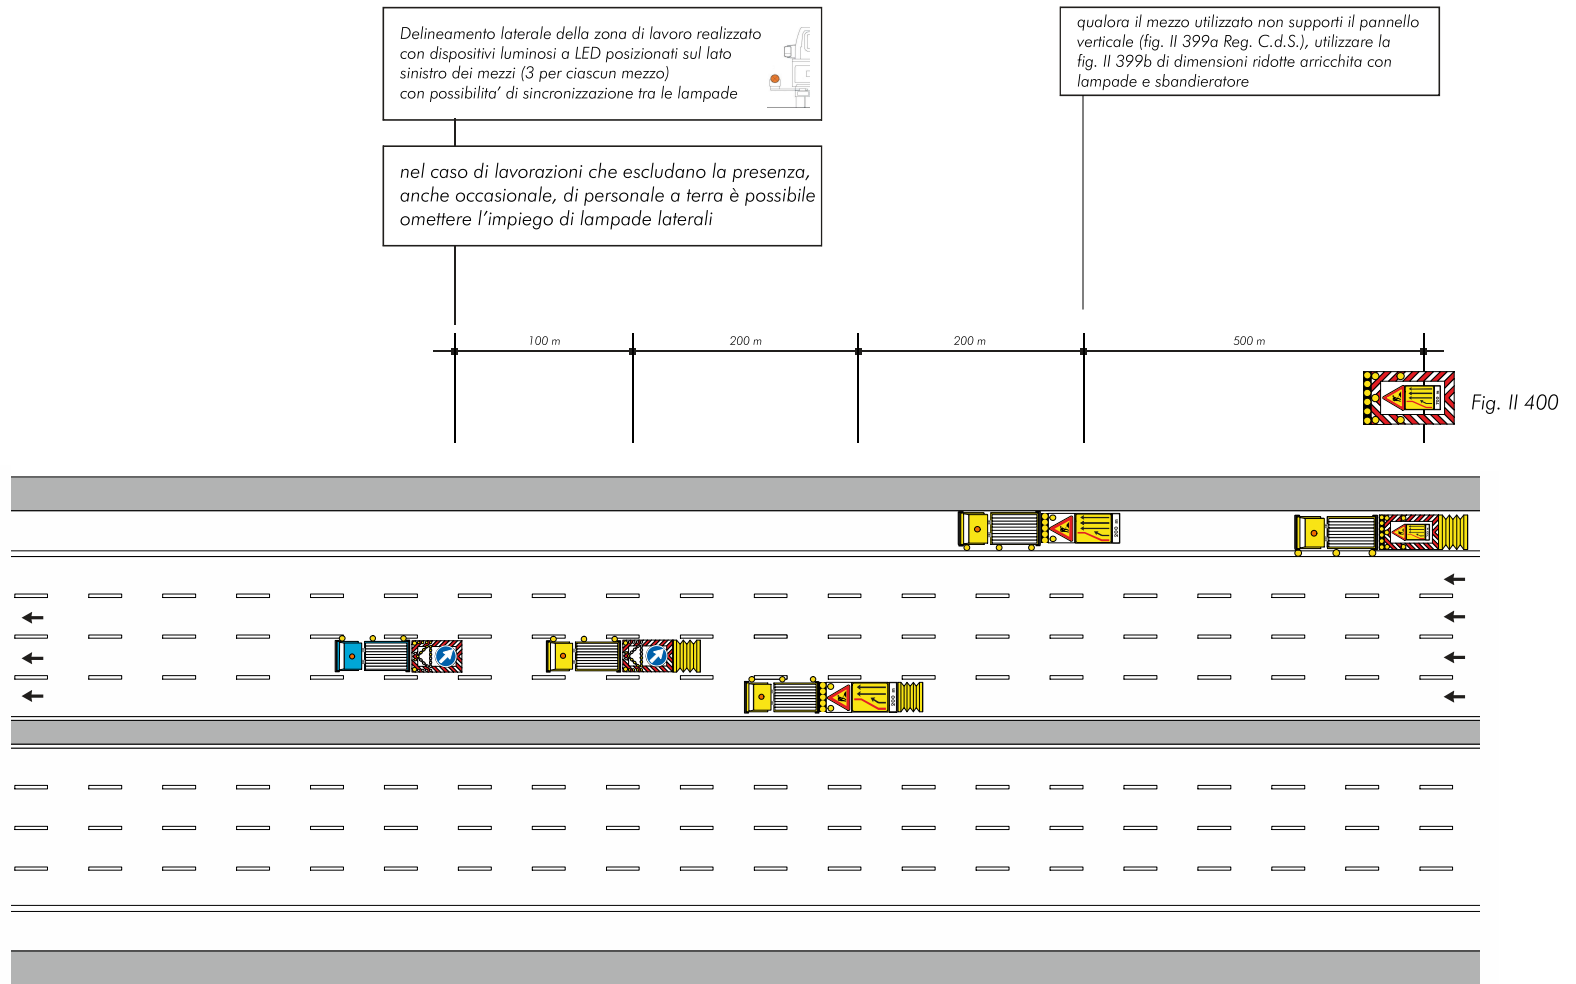 Delineamento laterale della zona di lavoro realizzato
con dispositivi luminosi a LED posizionati sul lato
sinistro dei mezzi (3 per ciascun mezzo)
con possibilita’ di sincronizzazione tra le lampade
qualora il mezzo utilizzato non supporti il pannello
verticale (fig. II 399a Reg. C.d.S.), utilizzare la
fig. II 399b di dimensioni ridotte arricchita con
lampade e sbandieratore
nel caso di lavorazioni che escludano la presenza,
anche occasionale, di personale a terra è possibile
omettere l’impiego di lampade laterali
100 m
200 m
200 m
500 m
Fig. II 400
200 m
200 m